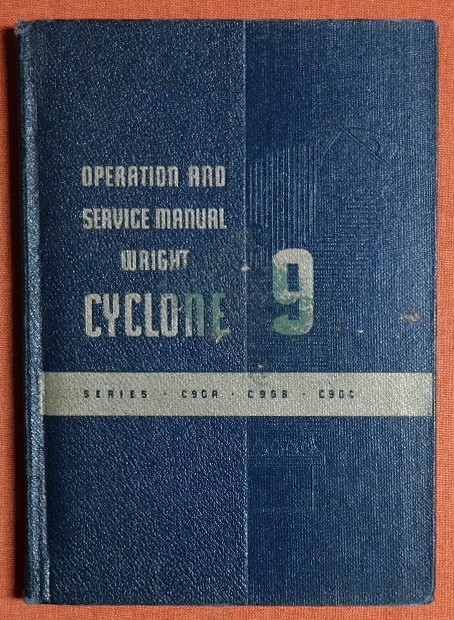 OPERATION AND
SERVICE MANUAL
WRIGHT
CYCLONE 9
SERIES · C9GA · C9GB · C9GC